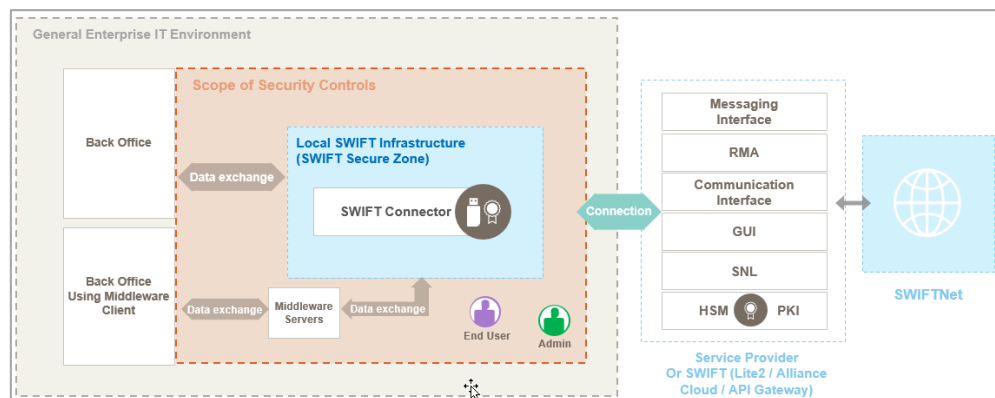 General Enterprise IT Environment
Scope of Security Controls
Back Office
Data exchange
Local SWIFT Infrastructure
(SWIFT Secure Zone)
SWIFT Connector
Back Office
Using Middleware
Client
Data exchange
Middleware
Servers
Data exchange
End User
Admin
Connection
Messaging
Interface
RMA
Communication
Interface
GUI
SNL
HSM
PKI
Service Provider
Or SWIFT (Lite2 / Alliance
Cloud / API Gateway)
SWIFTNet